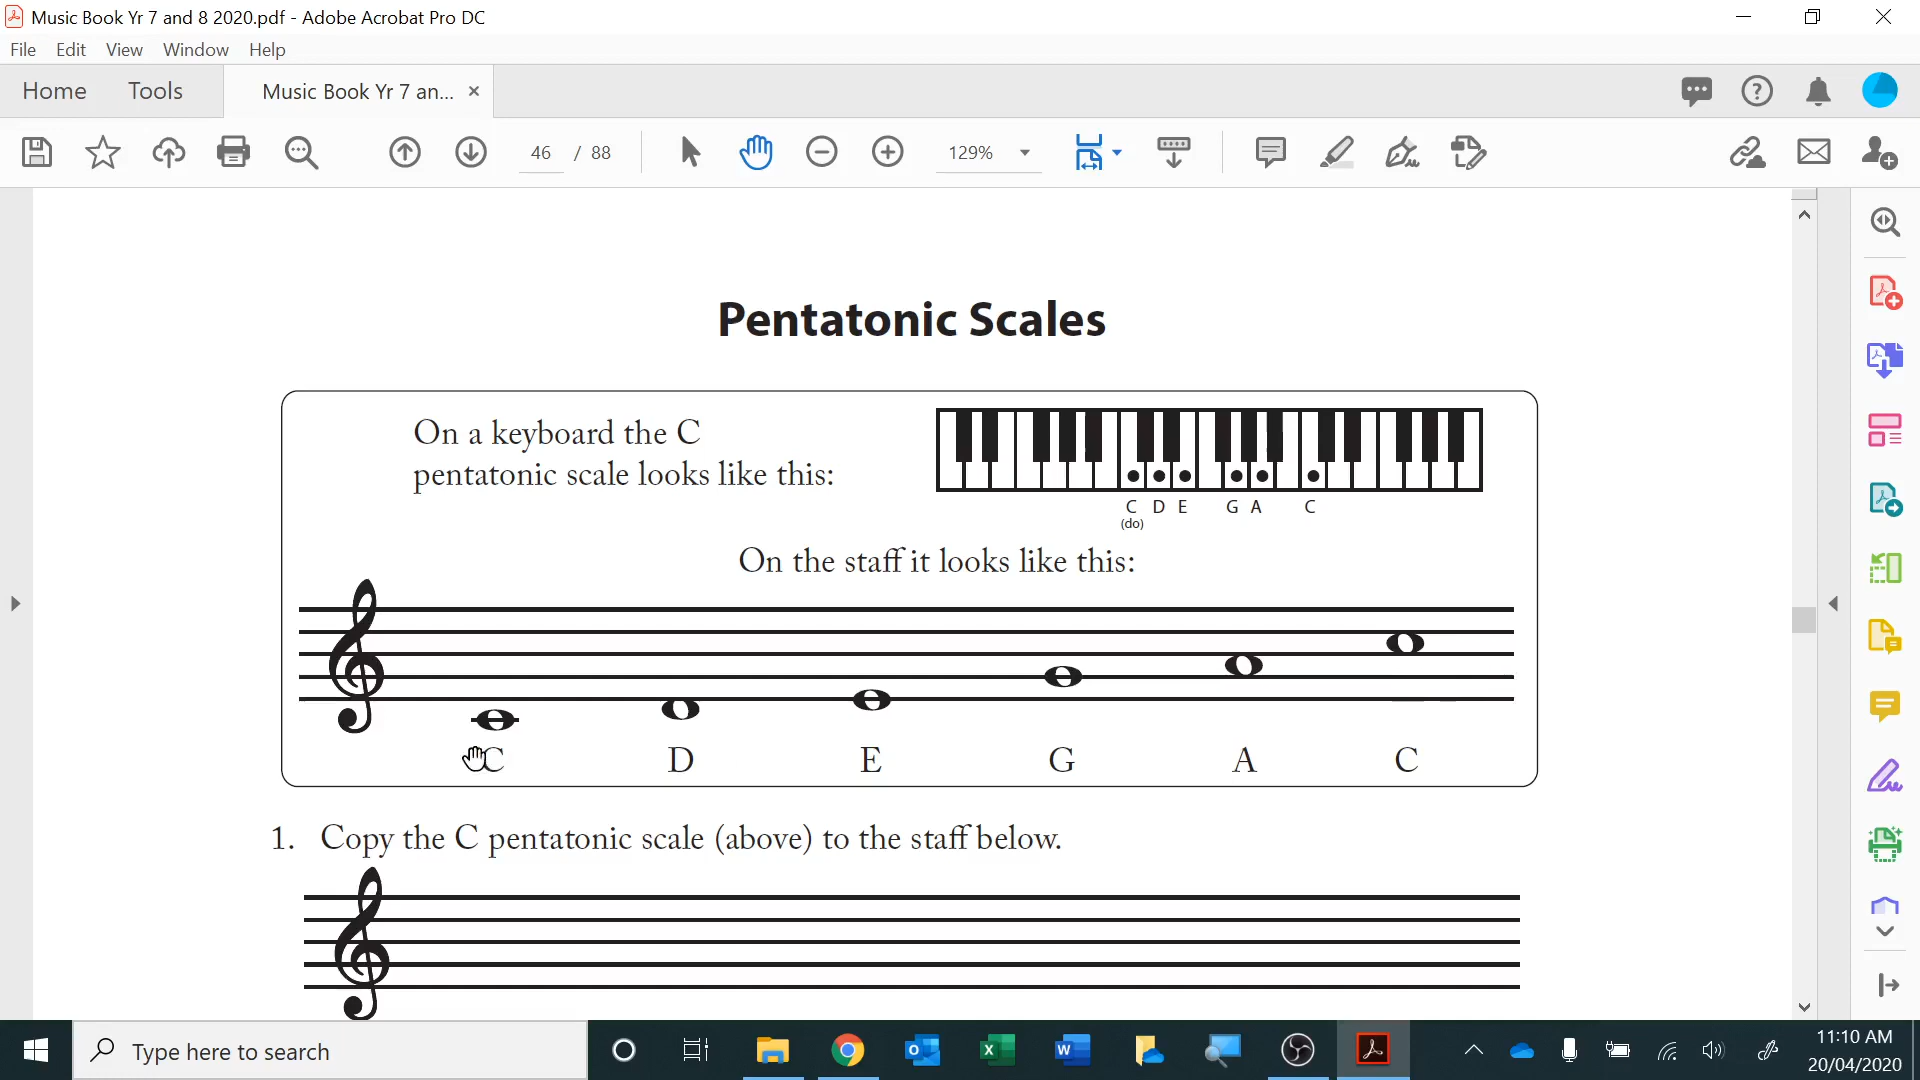 Music Book Yr 7 and 8 2020.pdf - Adobe Acrobat Pro DC
File Edit View Window Help
Home Tools Music Book Yr 7 an... ×
46 / 88 129%
Pentatonic Scales
On a keyboard the C
pentatonic scale looks like this:
C D E G A C
(do)
On the staff it looks like this:
C D E G A C
1. Copy the C pentatonic scale (above) to the staff below.
Type here to search
11:10 AM
20/04/2020